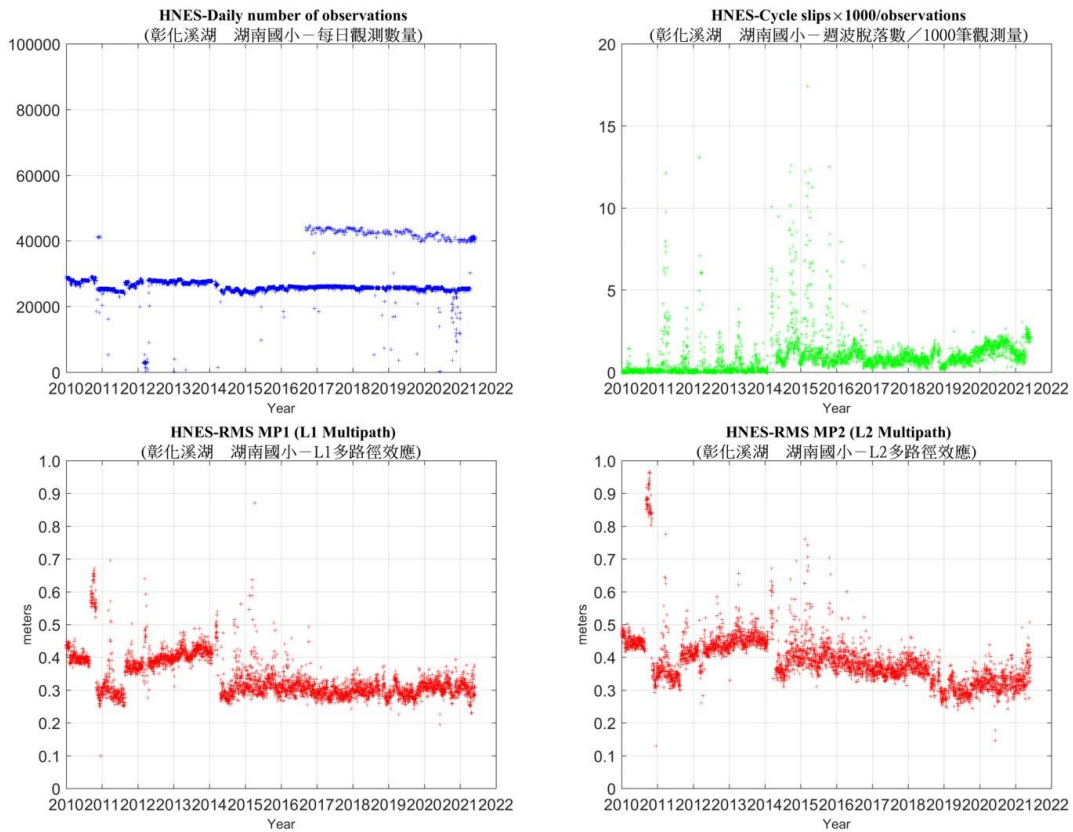 HNES-Daily number of observations
(彰化溪湖　湖南國小－每日觀測數量)
100000
80000
60000
40000
20000
0
2010 2011 2012 2013 2014 2015 2016 2017 2018 2019 2020 2021 2022
Year
HNES-Cycle slips×1000/observations
(彰化溪湖　湖南國小－週波脫落數／1000筆觀測量)
20
15
10
5
0
2010 2011 2012 2013 2014 2015 2016 2017 2018 2019 2020 2021 2022
Year
HNES-RMS MP1 (L1 Multipath)
(彰化溪湖　湖南國小－L1多路徑效應)
meters
1.0
0.9
0.8
0.7
0.6
0.5
0.4
0.3
0.2
0.1
0
2010 2011 2012 2013 2014 2015 2016 2017 2018 2019 2020 2021 2022
Year
HNES-RMS MP2 (L2 Multipath)
(彰化溪湖　湖南國小－L2多路徑效應)
meters
1.0
0.9
0.8
0.7
0.6
0.5
0.4
0.3
0.2
0.1
0
2010 2011 2012 2013 2014 2015 2016 2017 2018 2019 2020 2021 2022
Year